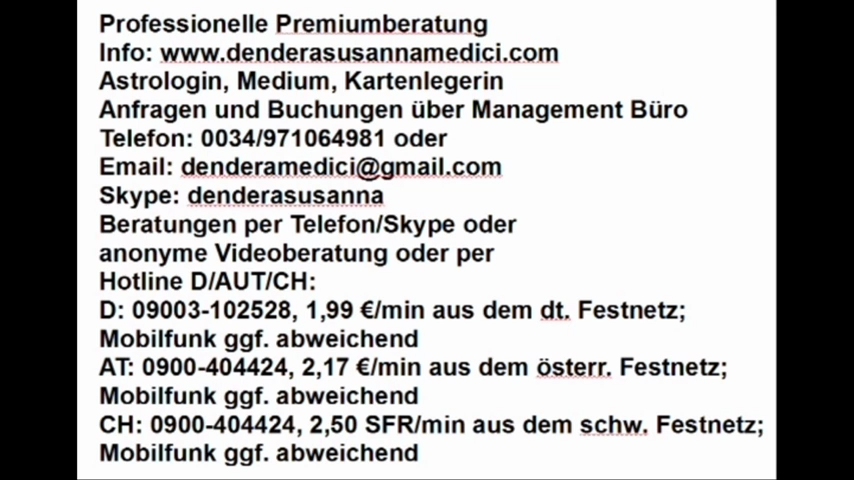 Professionelle Premiumberatung
Info: www.denderasusannamedici.com
Astrologin, Medium, Kartenlegerin
Anfragen und Buchungen über Management Büro
Telefon: 0034/971064981 oder
Email: denderamedici@gmail.com
Skype: denderasusanna
Beratungen per Telefon/Skype oder
anonyme Videoberatung oder per
Hotline D/AUT/CH:
D: 09003-102528, 1,99 €/min aus dem dt. Festnetz;
Mobilfunk ggf. abweichend
AT: 0900-404424, 2,17 €/min aus dem österr. Festnetz;
Mobilfunk ggf. abweichend
CH: 0900-404424, 2,50 SFR/min aus dem schw. Festnetz;
Mobilfunk ggf. abweichend